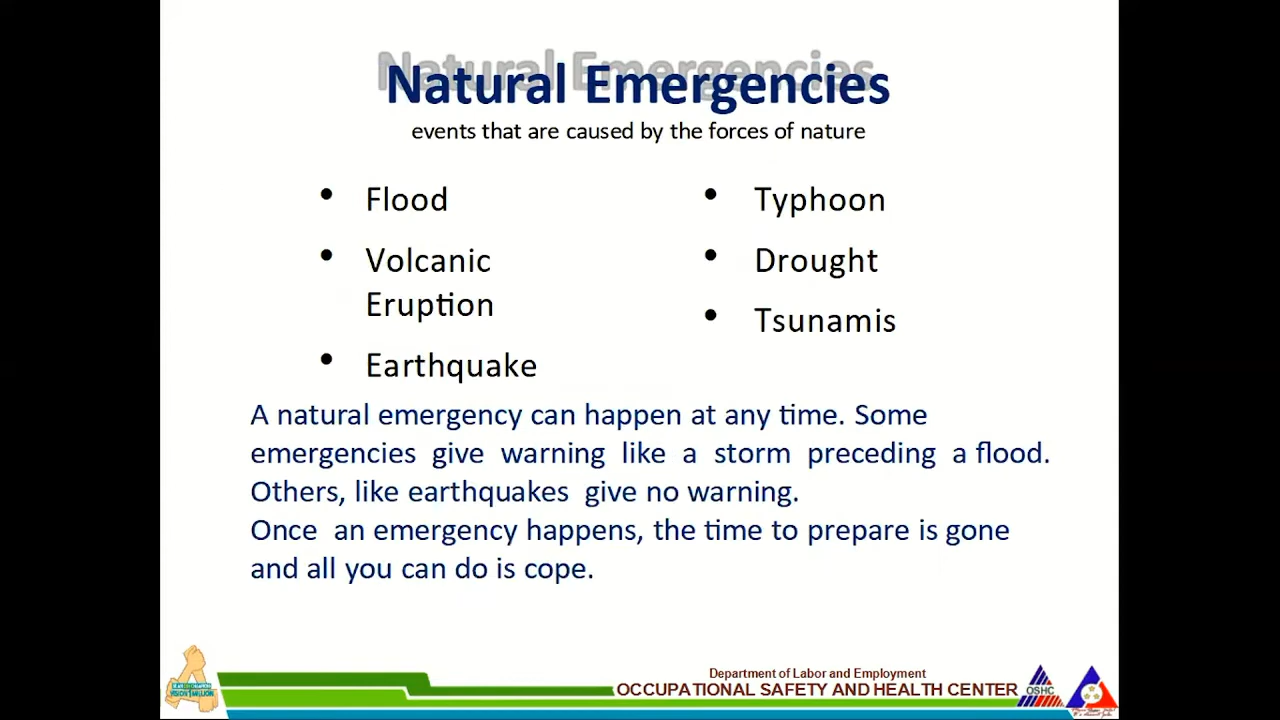 Natural Emergencies
events that are caused by the forces of nature
• Flood
• Volcanic
Eruption
• Earthquake
• Typhoon
• Drought
• Tsunamis
A natural emergency can happen at any time. Some
emergencies give warning like a storm preceding a flood.
Others, like earthquakes give no warning.
Once an emergency happens, the time to prepare is gone
and all you can do is cope.
VISION 1 MILLION
Department of Labor and Employment
OCCUPATIONAL SAFETY AND HEALTH CENTER
OSHC